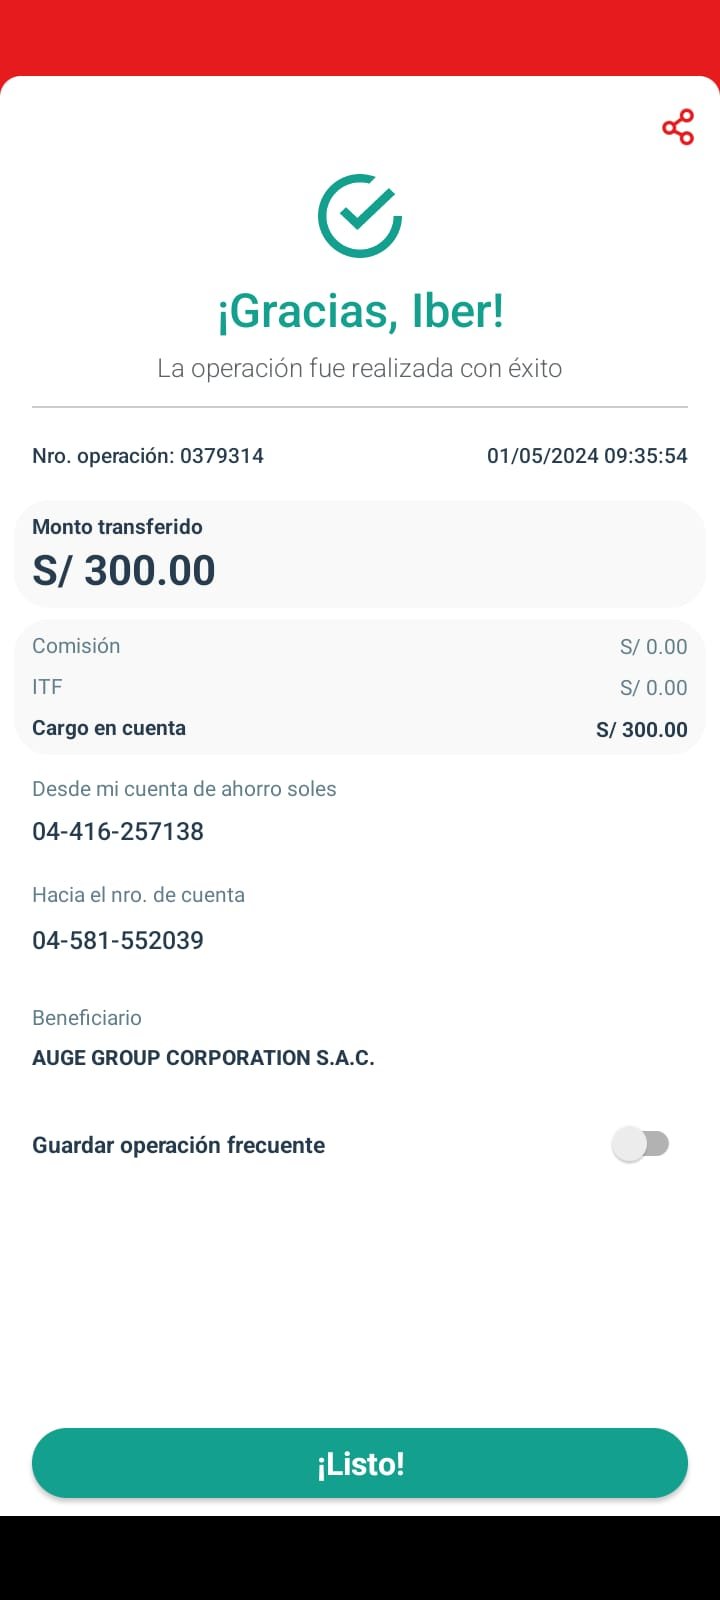 ¡Gracias, Iber!
La operación fue realizada con éxito
Nro. operación: 0379314 01/05/2024 09:35:54
Monto transferido
S/ 300.00
Comisión S/ 0.00
ITF S/ 0.00
Cargo en cuenta S/ 300.00
Desde mi cuenta de ahorro soles
04-416-257138
Hacia el nro. de cuenta
04-581-552039
Beneficiario
AUGE GROUP CORPORATION S.A.C.
Guardar operación frecuente
¡Listo!